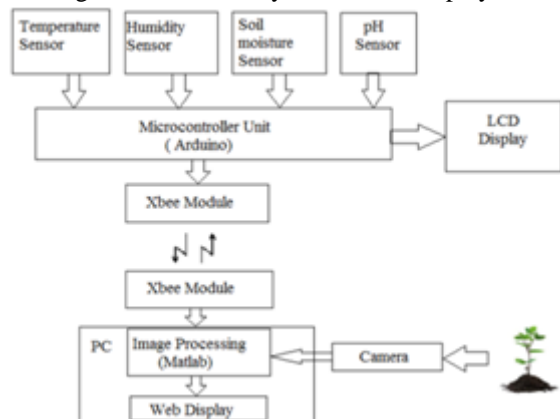 Temperature
Sensor
Humidity
Sensor
Soil
moisture
Sensor
pH
Sensor
Microcontroller Unit
( Arduino)
LCD
Display
Xbee Module
Xbee Module
PC
Image Processing
(Matlab)
Camera
Web Display